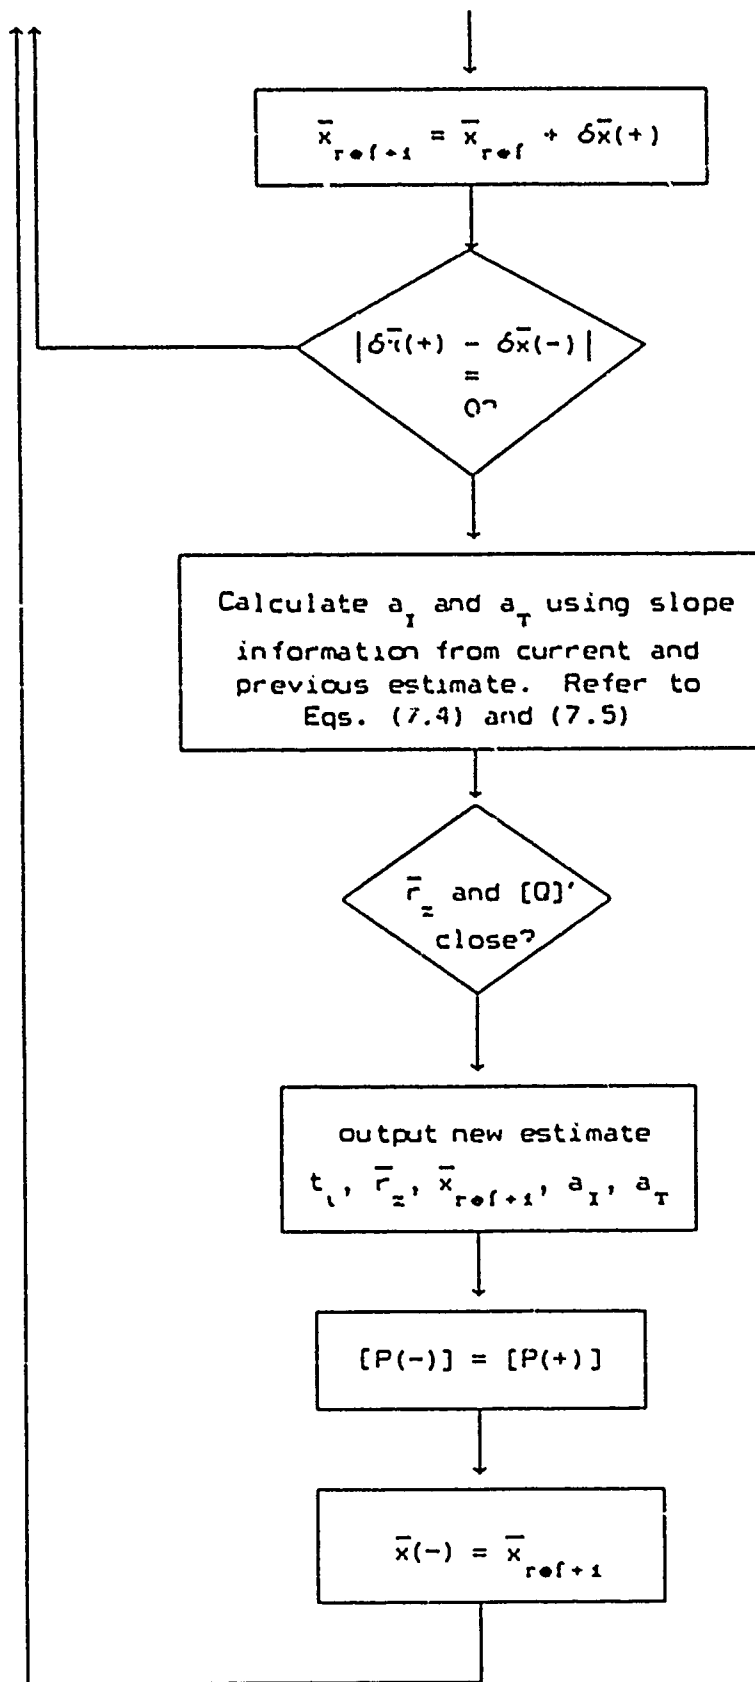 x̅ref+1 = x̅ref + δx̅(+)
|δx̅(+) - δx̅(-)|
=
0?
Calculate aI and aT using slope
information from current and
previous estimate. Refer to
Eqs. (7.4) and (7.5)
r̅z and [Q]'
close?
output new estimate
ti, r̅z, x̅ref+1, aI, aT
[P(-)] = [P(+)]
x̅(-) = x̅ref+1